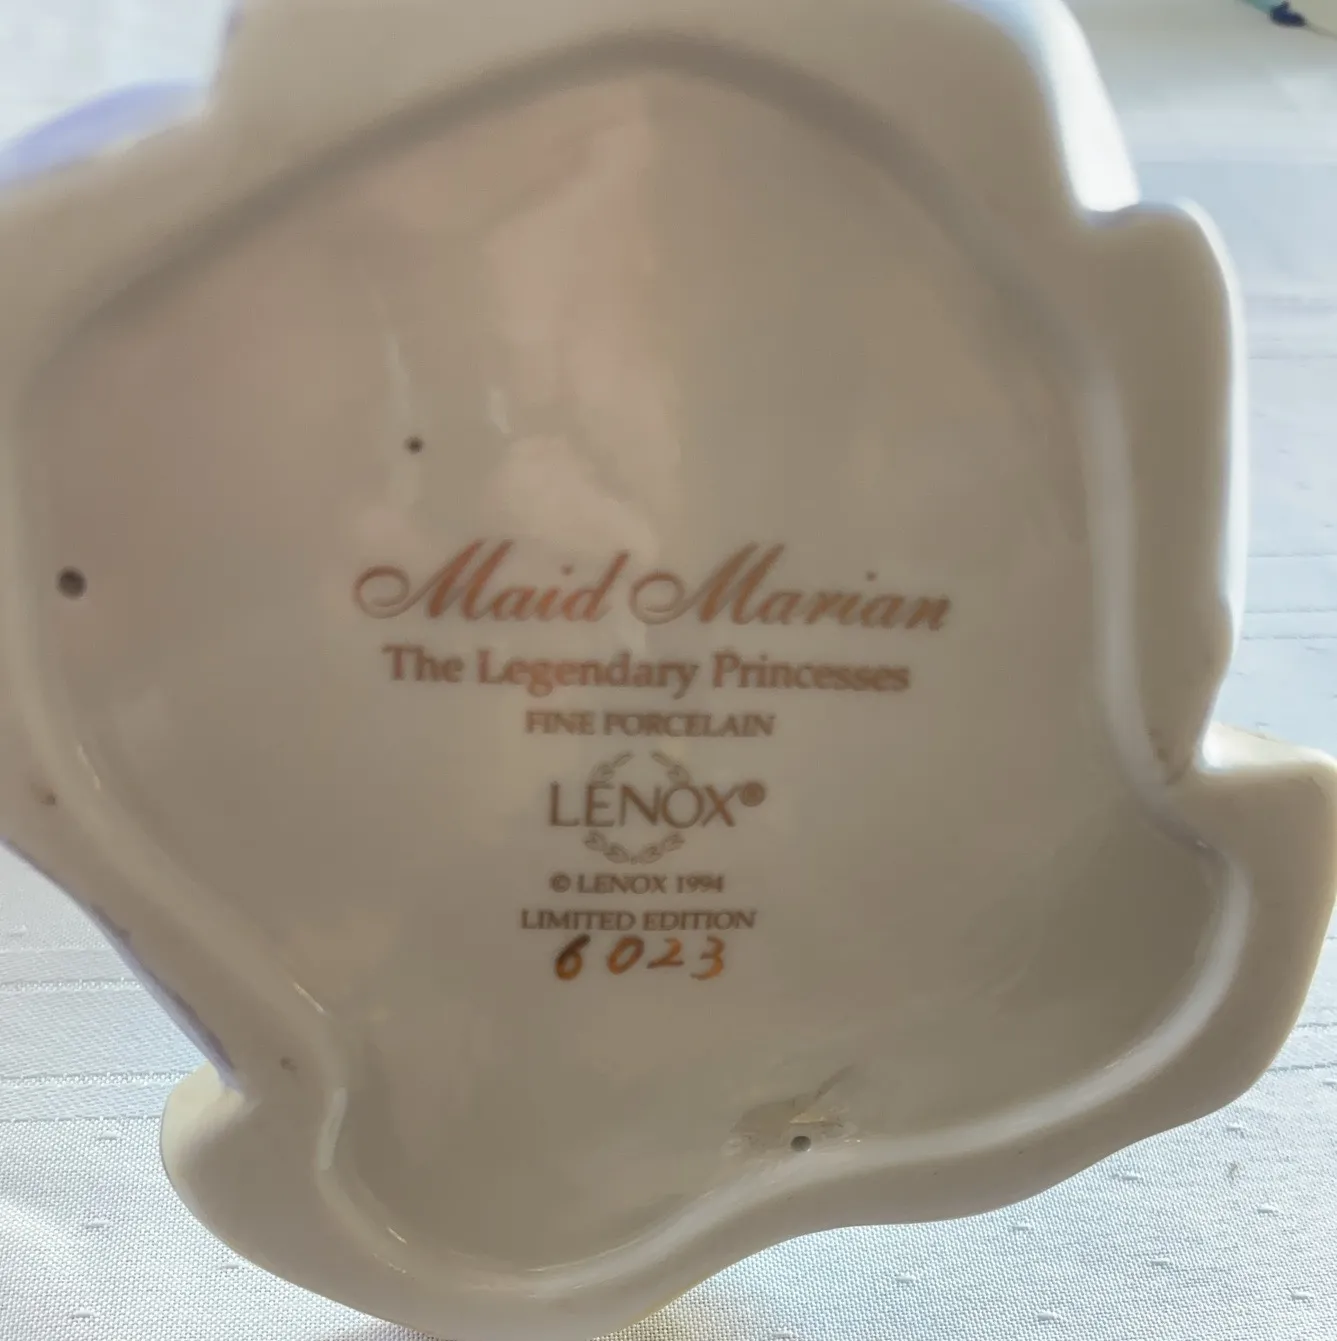 Maid Marian
The Legendary Princesses
FINE PORCELAIN
LENOX®
© LENOX 1994
LIMITED EDITION
6023